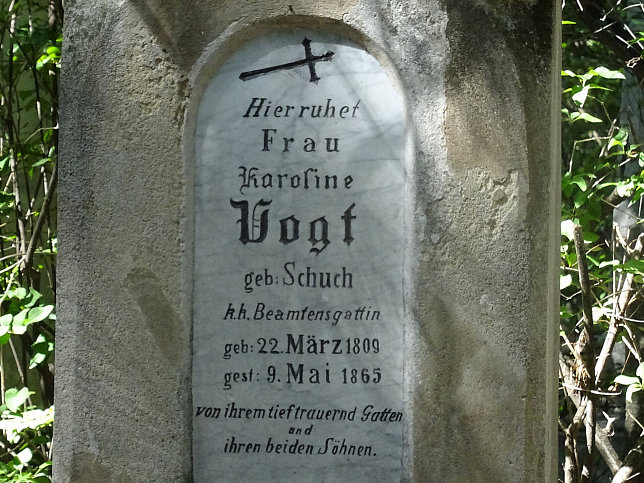 Hier ruhet
Frau
Karoſine
Vogt
geb: Schuch
k.k. Beamtensgattin
geb: 22. März 1809
gest: 9. Mai 1865
von ihrem tieftrauernd Gatten
and
ihren beiden Söhnen.